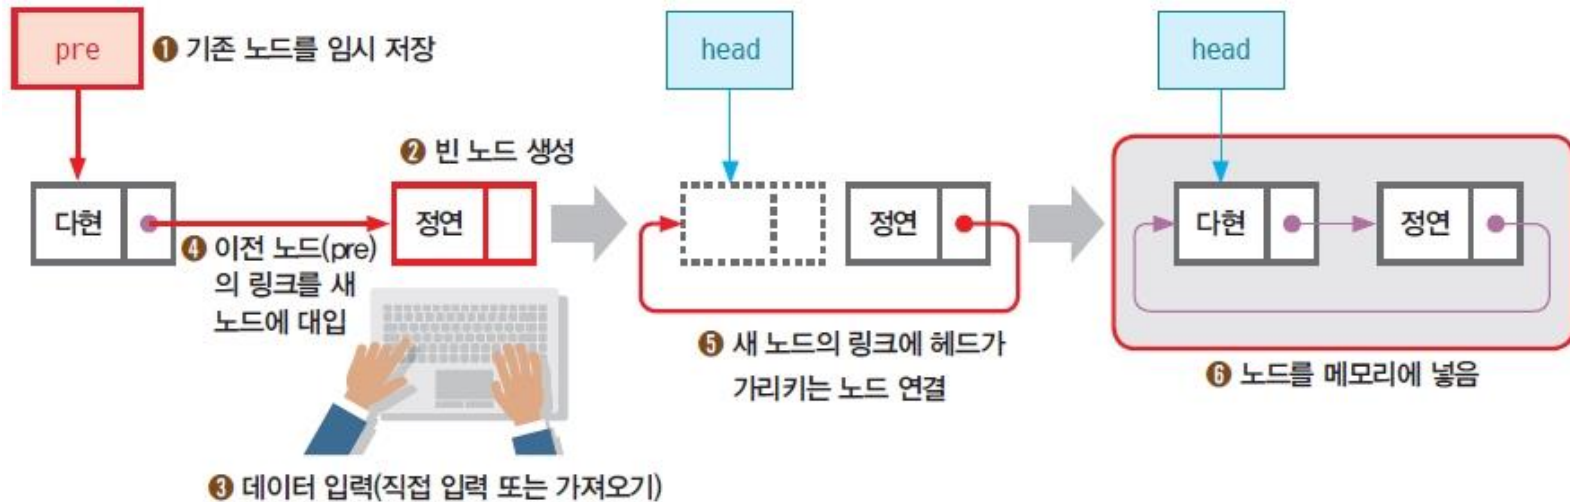 pre
❶ 기존 노드를 임시 저장
head
head
❷ 빈 노드 생성
다현
정연
정연
다현
정연
❹ 이전 노드(pre)
의 링크를 새
노드에 대입
❺ 새 노드의 링크에 헤드가
가리키는 노드 연결
❻ 노드를 메모리에 넣음
❸ 데이터 입력(직접 입력 또는 가져오기)